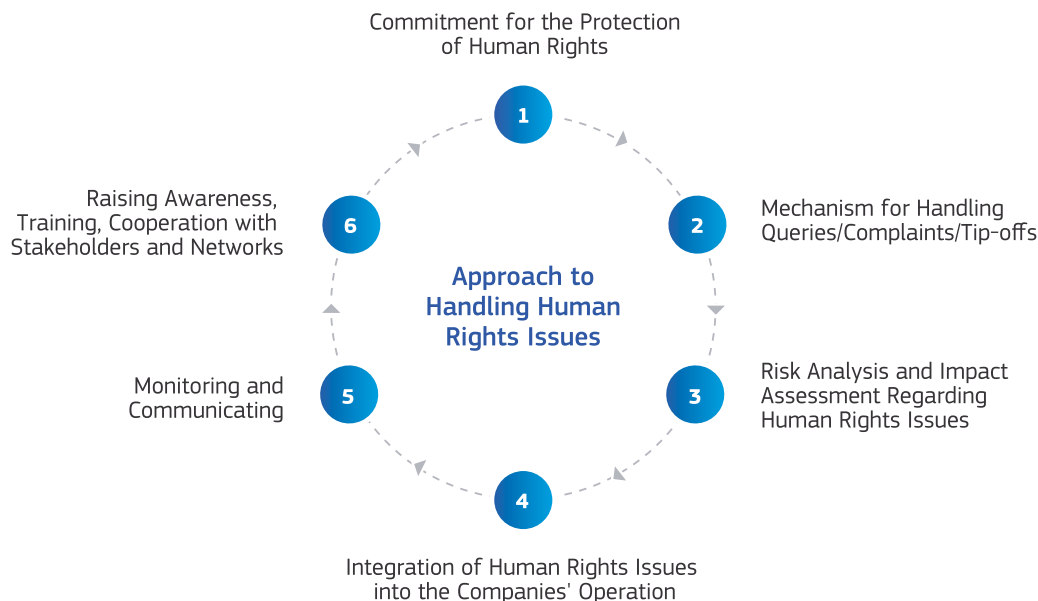 Commitment for the Protection
of Human Rights
1
2
Mechanism for Handling
Queries/Complaints/Tip-offs
3
Risk Analysis and Impact
Assessment Regarding
Human Rights Issues
4
Integration of Human Rights Issues
into the Companies' Operation
5
Monitoring and
Communicating
6
Raising Awareness,
Training, Cooperation with
Stakeholders and Networks
Approach to
Handling Human
Rights Issues